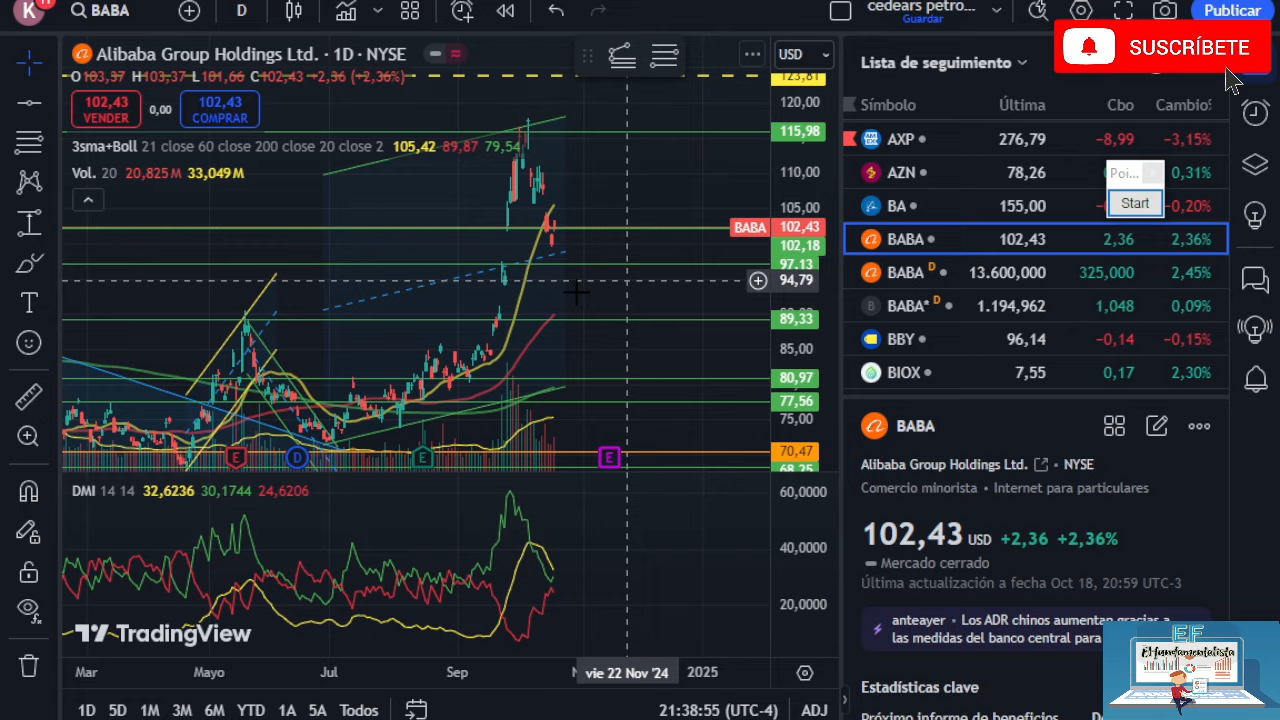 K
11
BABA
D
cedears petro...
Guardar
Publicar
SUSCRÍBETE
Alibaba Group Holdings Ltd. · 1D · NYSE
USD
O103,37 H103,37 L101,66 C102,43 +2,36 (+2,36%)
102,43
VENDER
0,00
102,43
COMPRAR
3sma+Boll 21 close 60 close 200 close 20 close 2 105,42 89,87 79,54
Vol. 20 20,825 M 33,049 M
123,81
120,00
115,98
110,00
105,00
BABA 102,43
102,18
97,13
94,79
89,33
85,00
80,97
77,56
75,00
70,47
68,25
E
D
E
E
DMI 14 14 32,6236 30,1744 24,6206
60,0000
40,0000
20,0000
TradingView
Mar
Mayo
Jul
Sep
vie 22 Nov '24
2025
1D 5D 1M 3M 6M YTD 1A 5A Todos
21:38:55 (UTC-4)
ADJ
Lista de seguimiento
Símbolo Última Cbo Cambio%
AXP 276,79 −8,99 −3,15%
AZN 78,26 0,31%
Poi...
Start
BA 155,00 −0,20%
BABA 102,43 2,36 2,36%
BABA D 13.600,000 325,000 2,45%
BABA* D 1.194,962 1,048 0,09%
BBY 96,14 −0,14 −0,15%
BIOX 7,55 0,17 2,30%
BABA
Alibaba Group Holdings Ltd. • NYSE
Comercio minorista • Internet para particulares
102,43 USD +2,36 +2,36%
Mercado cerrado
Última actualización a fecha Oct 18, 20:59 UTC-3
anteayer • Los ADR chinos aumentan gracias a
las medidas del banco central para
EF
El fundamentalista
Estadísticas clave
Próximo informe de beneficios